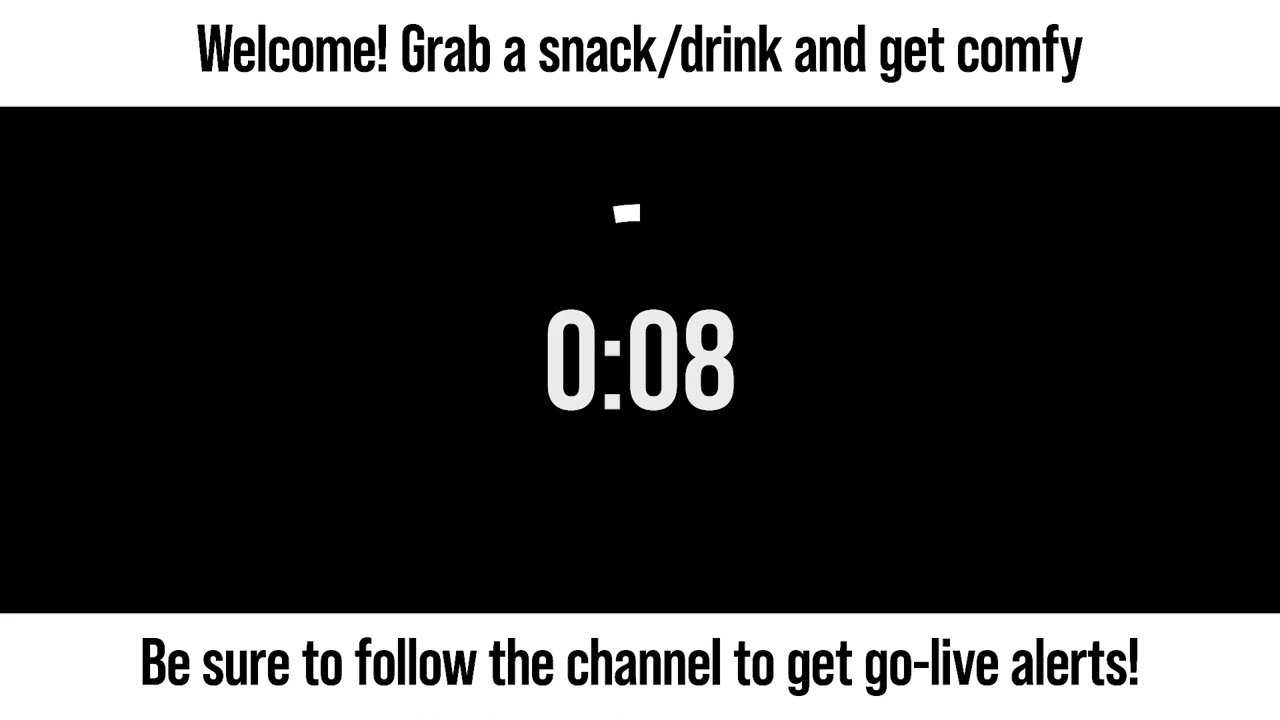 Welcome! Grab a snack/drink and get comfy
0:08
Be sure to follow the channel to get go-live alerts!